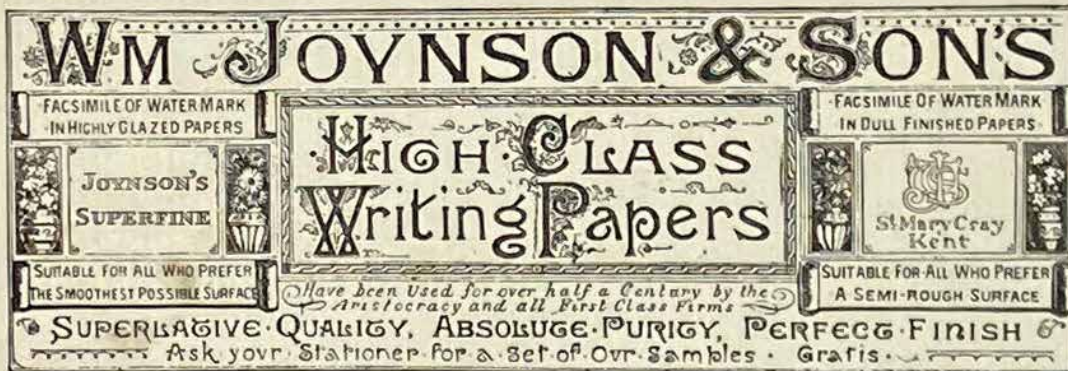 WM JOYNSON & SON'S
FACSIMILE OF WATER MARK
IN HIGHLY GLAZED PAPERS
JOYNSON'S
SUPERFINE
SUITABLE FOR ALL WHO PREFER
THE SMOOTHEST POSSIBLE SURFACE
HIGH CLASS
Writing Papers
Have been Used for over half a Century by the
Aristocracy and all First Class Firms
FACSIMILE OF WATER MARK
IN DULL FINISHED PAPERS
St Mary Cray
Kent
SUITABLE FOR ALL WHO PREFER
A SEMI-ROUGH SURFACE
SUPERLATIVE · QUALITY, ABSOLUTE · PURITY, PERFECT · FINISH &
Ask your · Stationer for · a · Set of · Our · Samples · Gratis ·